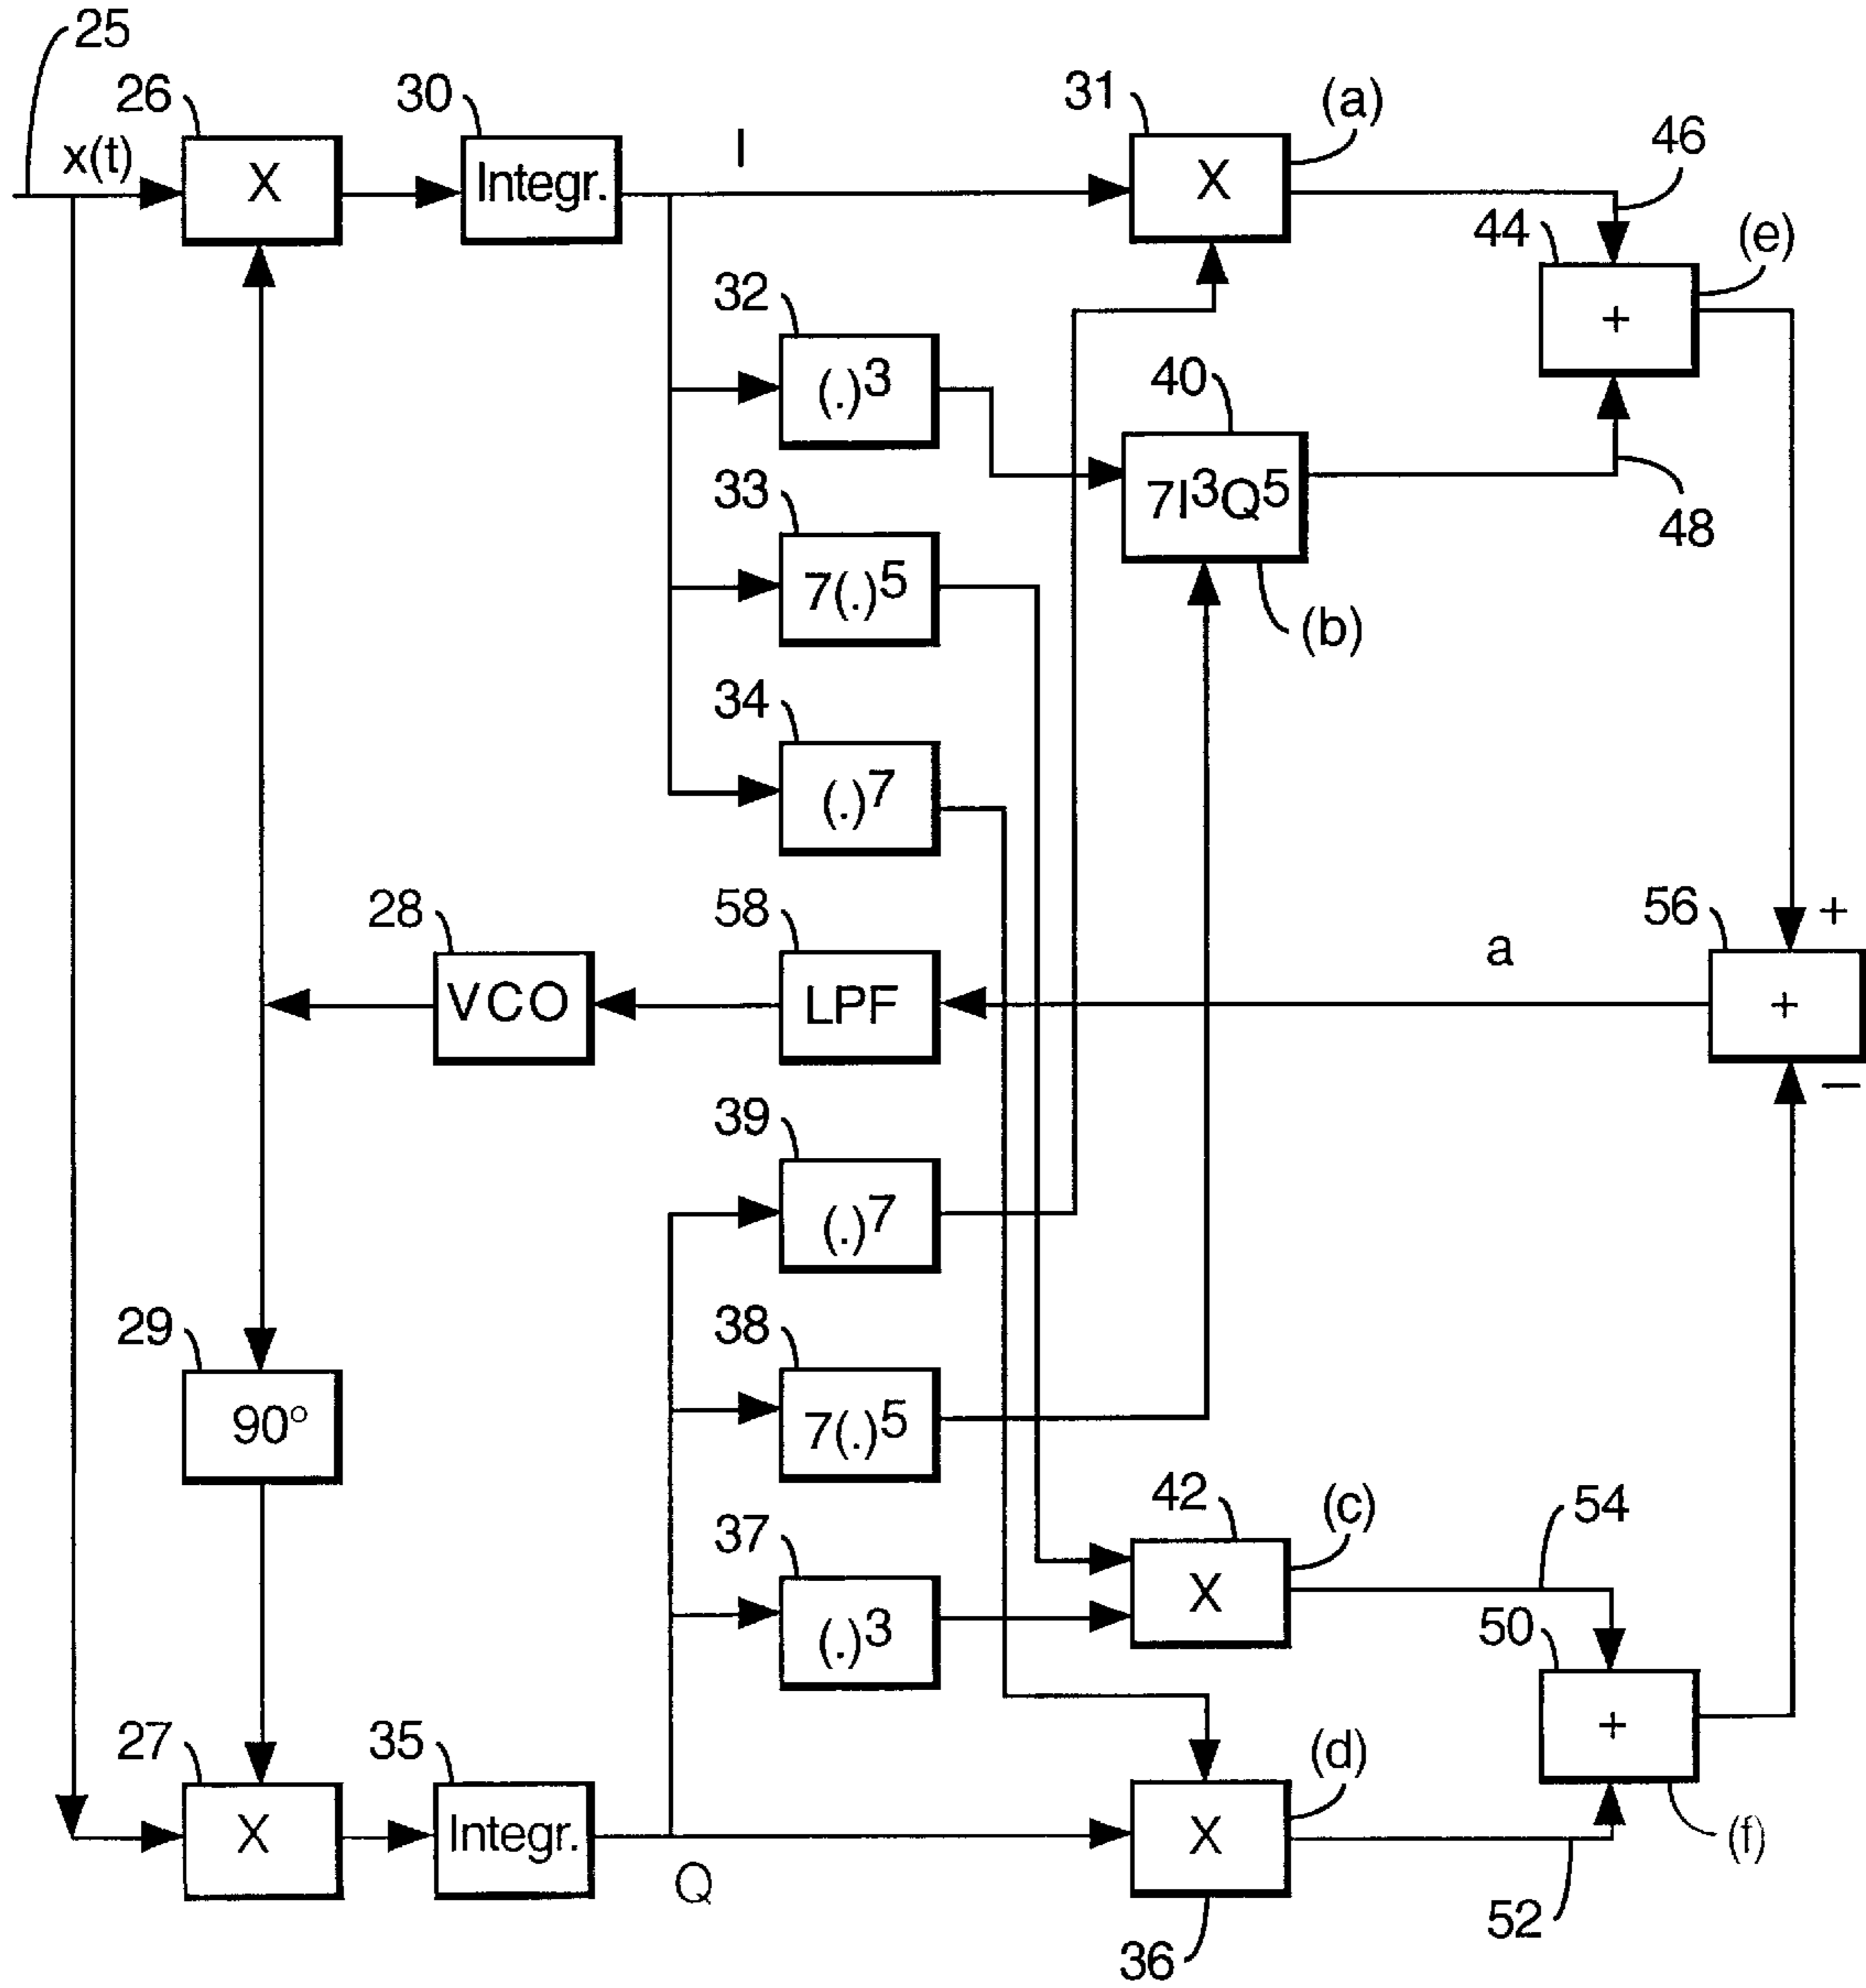 25
26
30
31
(a)
46
x(t)
X
Integr.
I
X
44
(e)
+
32
(.)3
40
7I3Q5
48
33
7(.)5
(b)
34
(.)7
28
58
56
+
a
VCO
LPF
+
−
39
(.)7
29
38
90°
7(.)5
42
(c)
54
37
X
50
(.)3
+
27
35
(d)
X
Integr.
X
(f)
Q
52
36